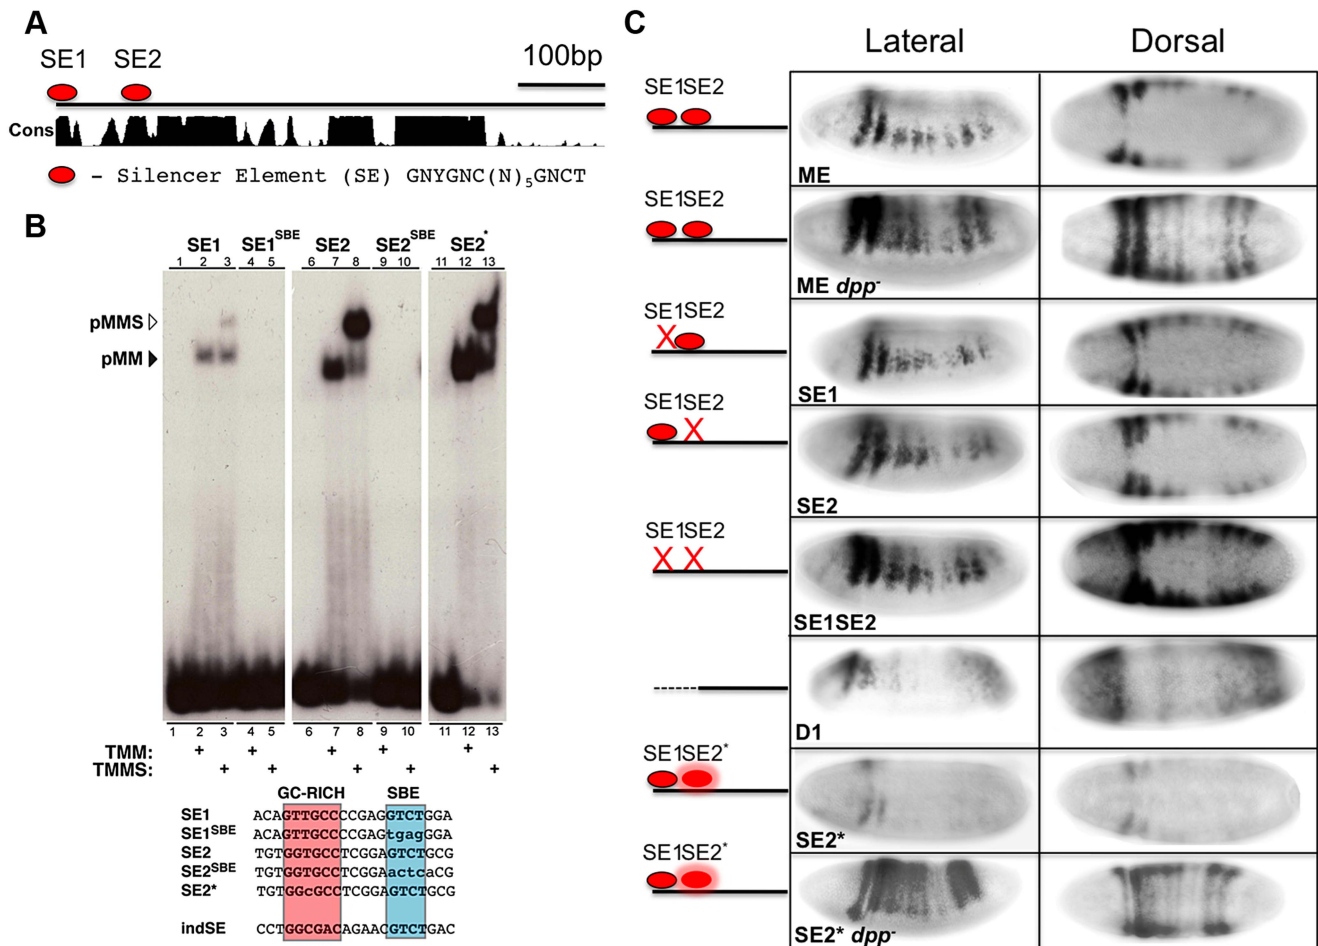 A
SE1 SE2
100bp
Cons
– Silencer Element (SE) GNYGNC(N)5GNCT
B
SE1 SE1SBE SE2 SE2SBE SE2*
1 2 3 4 5 6 7 8 9 10 11 12 13
pMMS
pMM
1 2 3 4 5 6 7 8 9 10 11 12 13
TMM: + + + + +
TMMS: + + + + +
GC-RICH SBE
SE1 ACAGTTGCCCCGAGGTCTGGA
SE1SBE ACAGTTGCCCCGAGtgagGGA
SE2 TGTGGTGCCTCGGAGTCTGCG
SE2SBE TGTGGTGCCTCGGAactcaCG
SE2* TGTGGcGCCTCGGAGTCTGCG
indSE CCTGGCGACAGAACGTCTGAC
C
Lateral Dorsal
SE1SE2
ME
SE1SE2
ME dpp-
SE1SE2
X
SE1
SE1SE2
X
SE2
SE1SE2
X X
SE1SE2
D1
SE1SE2*
SE2*
SE1SE2*
SE2* dpp-